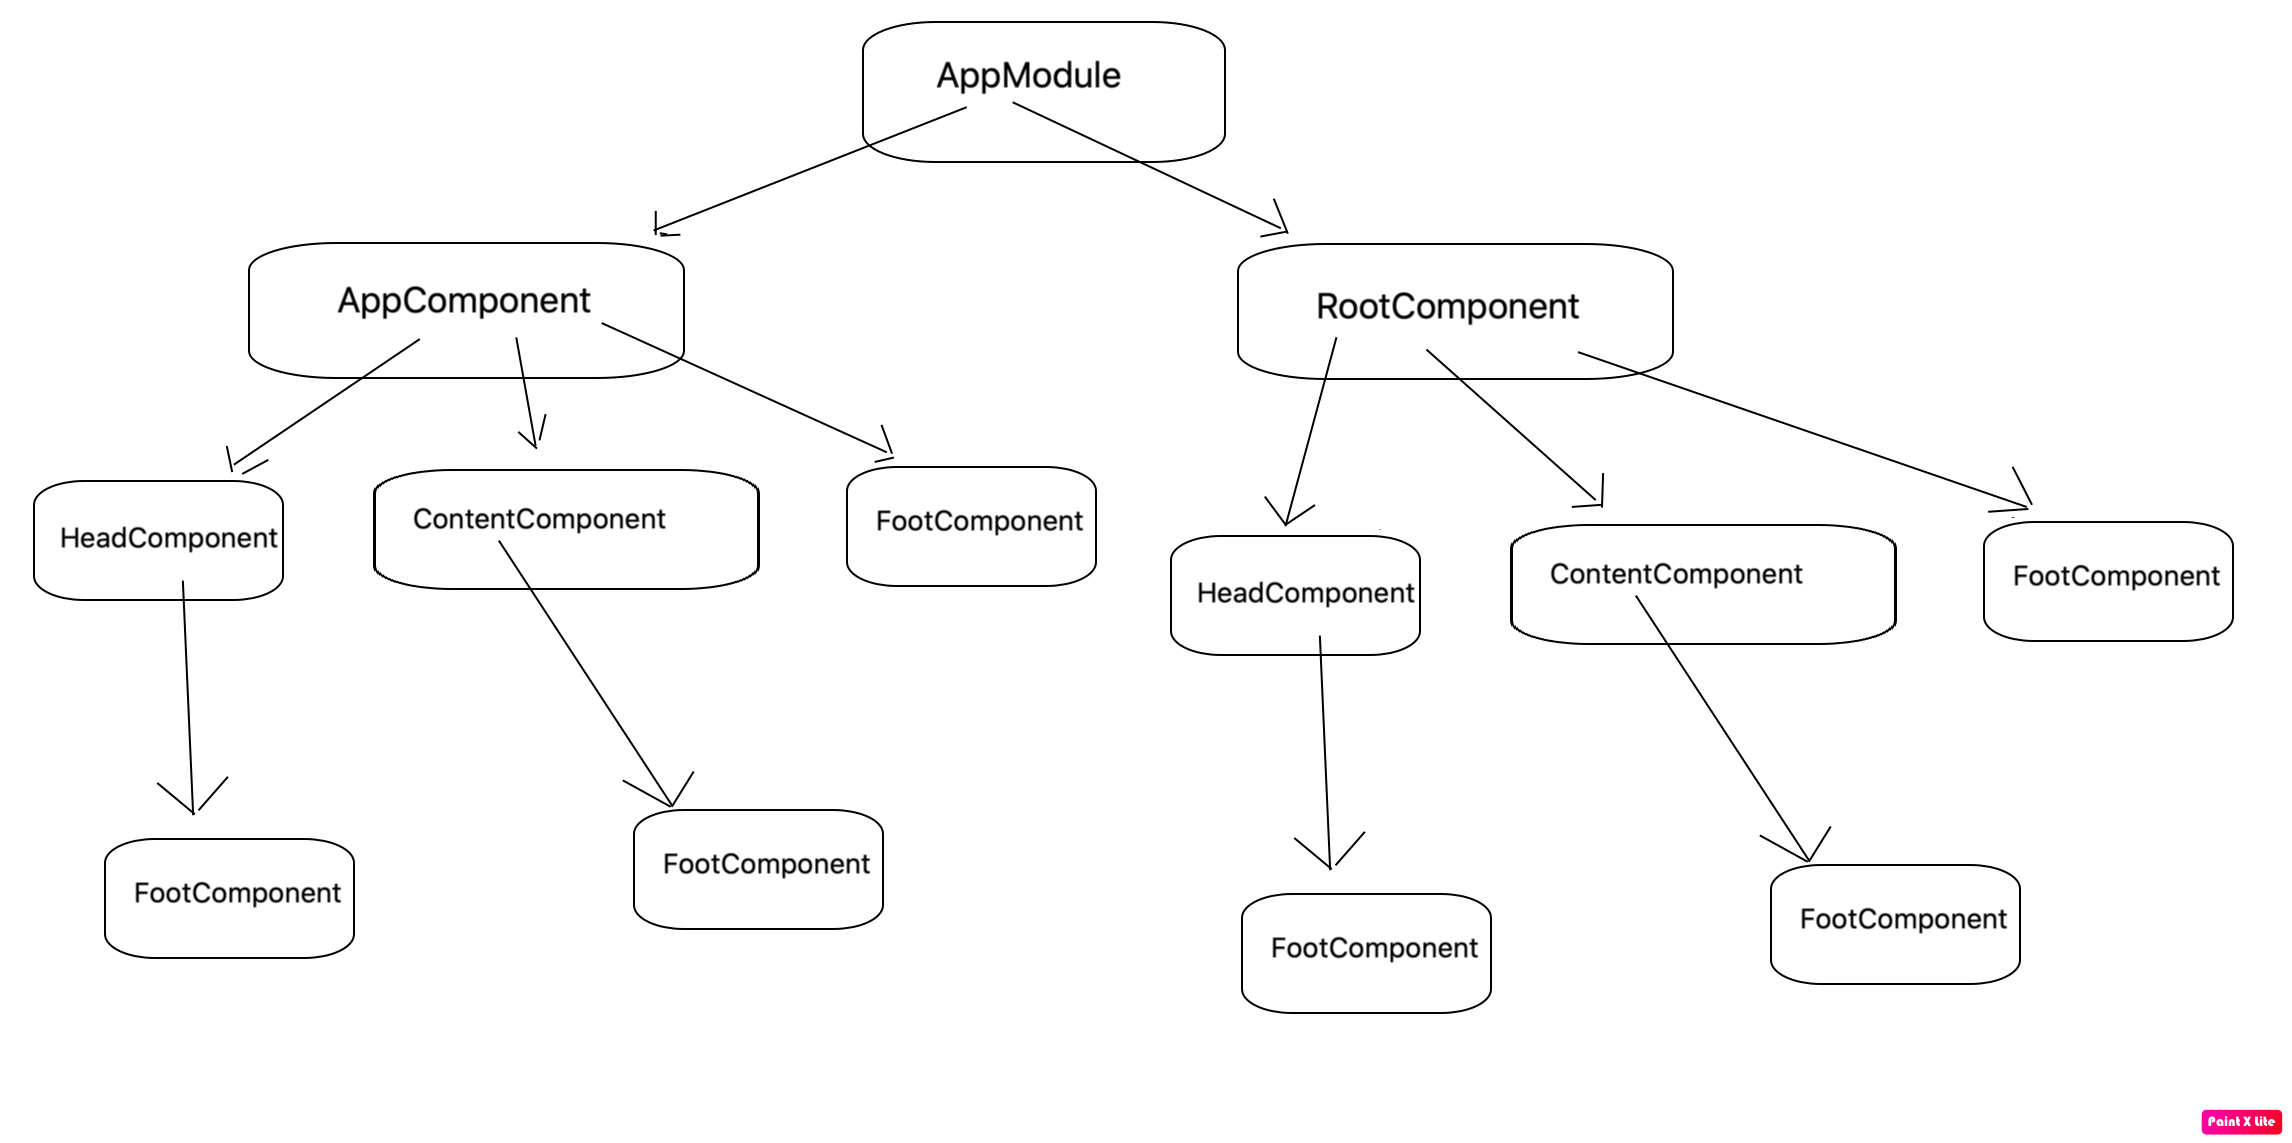 AppModule
AppComponent
RootComponent
HeadComponent
ContentComponent
FootComponent
HeadComponent
ContentComponent
FootComponent
FootComponent
FootComponent
FootComponent
FootComponent
Paint X Lite